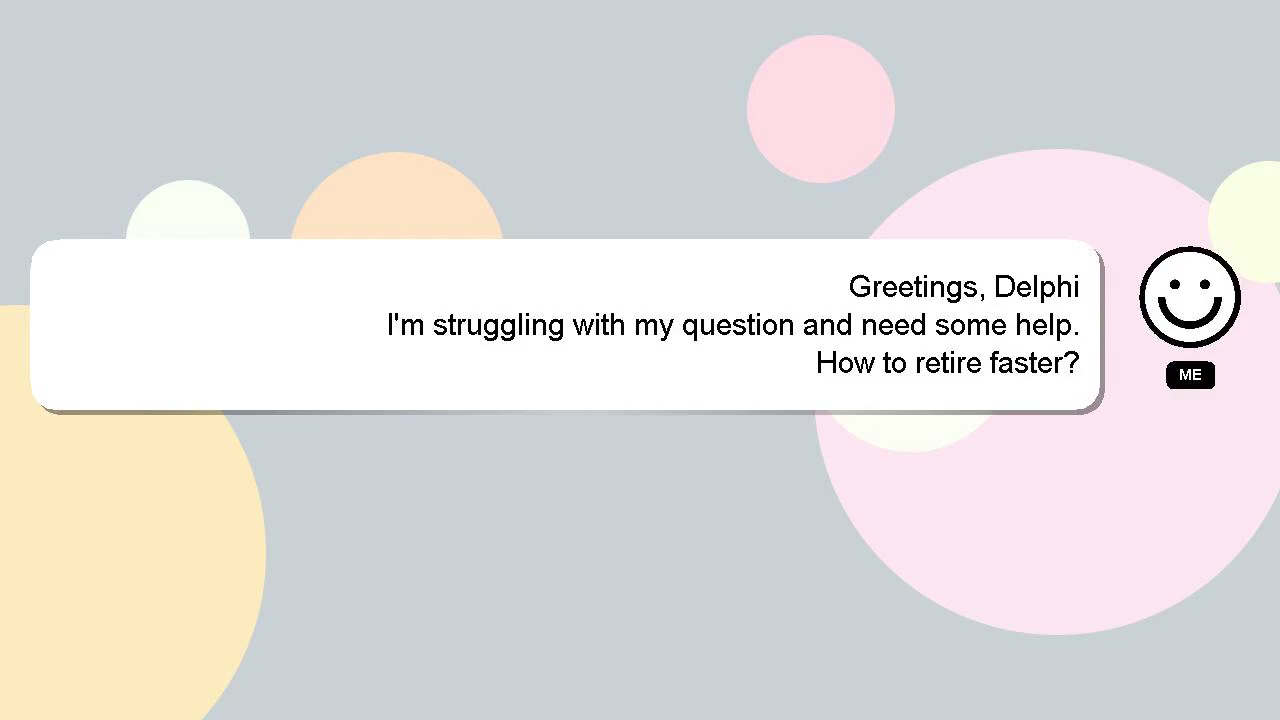 Greetings, Delphi
I'm struggling with my question and need some help.
How to retire faster?
ME